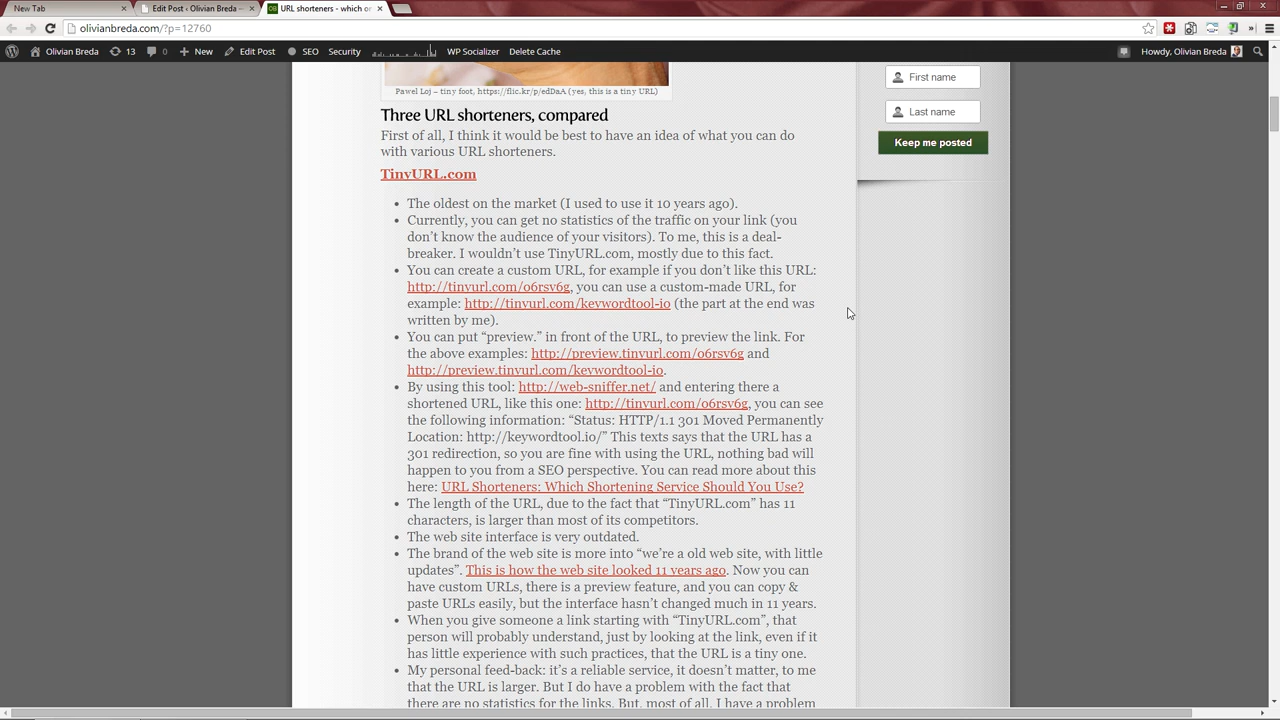 New Tab
Edit Post ‹ Olivian Breda —
URL shorteners - which or
olivianbreda.com/?p=12760
Olivian Breda
13
0
New
Edit Post
SEO
Security
WP Socializer
Delete Cache
Howdy, Olivian Breda
First name
Last name
Keep me posted
Pawel Loj – tiny foot, https://flic.kr/p/edDaA (yes, this is a tiny URL)
Three URL shorteners, compared
First of all, I think it would be best to have an idea of what you can do
with various URL shorteners.
TinyURL.com
The oldest on the market (I used to use it 10 years ago).
Currently, you can get no statistics of the traffic on your link (you
don't know the audience of your visitors). To me, this is a deal-
breaker. I wouldn't use TinyURL.com, mostly due to this fact.
You can create a custom URL, for example if you don't like this URL:
http://tinyurl.com/o6rsv6g, you can use a custom-made URL, for
example: http://tinyurl.com/keywordtool-io (the part at the end was
written by me).
You can put “preview.” in front of the URL, to preview the link. For
the above examples: http://preview.tinyurl.com/o6rsv6g and
http://preview.tinyurl.com/keywordtool-io.
By using this tool: http://web-sniffer.net/ and entering there a
shortened URL, like this one: http://tinyurl.com/o6rsv6g, you can see
the following information: “Status: HTTP/1.1 301 Moved Permanently
Location: http://keywordtool.io/” This texts says that the URL has a
301 redirection, so you are fine with using the URL, nothing bad will
happen to you from a SEO perspective. You can read more about this
here: URL Shorteners: Which Shortening Service Should You Use?
The length of the URL, due to the fact that “TinyURL.com” has 11
characters, is larger than most of its competitors.
The web site interface is very outdated.
The brand of the web site is more into “we're a old web site, with little
updates”. This is how the web site looked 11 years ago. Now you can
have custom URLs, there is a preview feature, and you can copy &
paste URLs easily, but the interface hasn't changed much in 11 years.
When you give someone a link starting with “TinyURL.com”, that
person will probably understand, just by looking at the link, even if it
has little experience with such practices, that the URL is a tiny one.
My personal feed-back: it's a reliable service, it doesn't matter, to me
that the URL is larger. But I do have a problem with the fact that
there are no statistics for the links. But, most of all, I have a problem